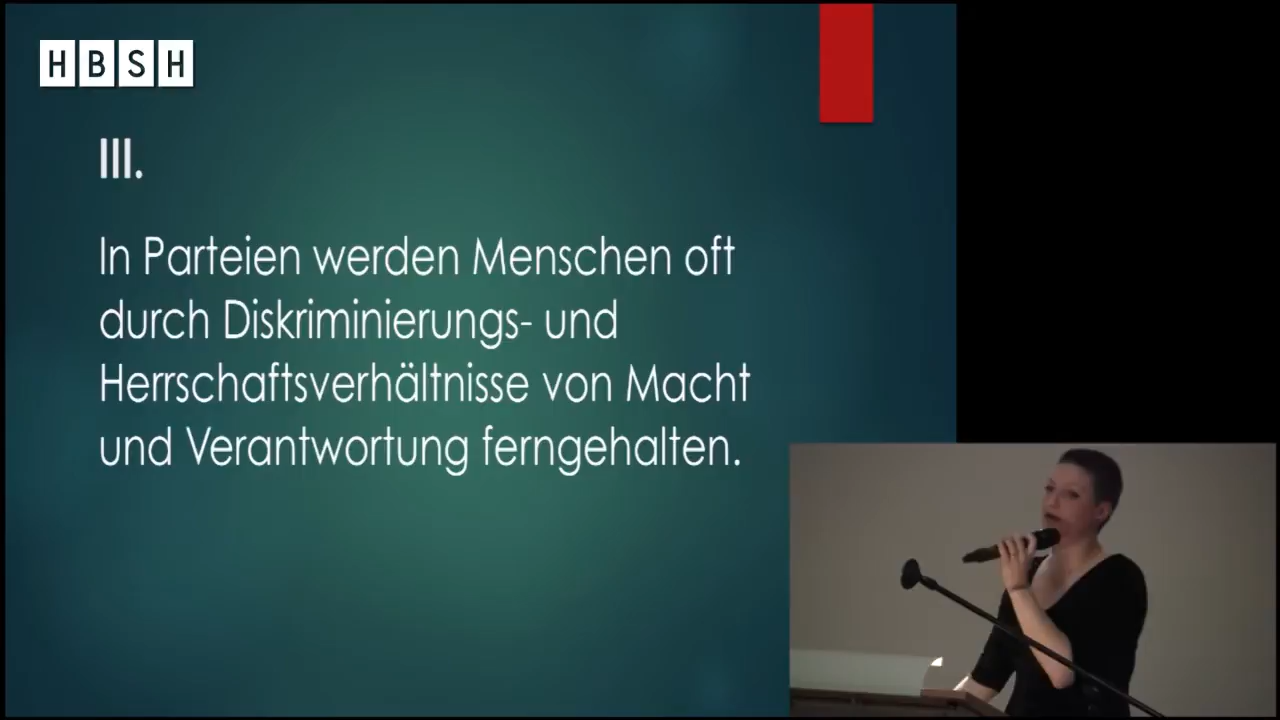 HBSH
III.
In Parteien werden Menschen oft
durch Diskriminierungs- und
Herrschaftsverhältnisse von Macht
und Verantwortung ferngehalten.